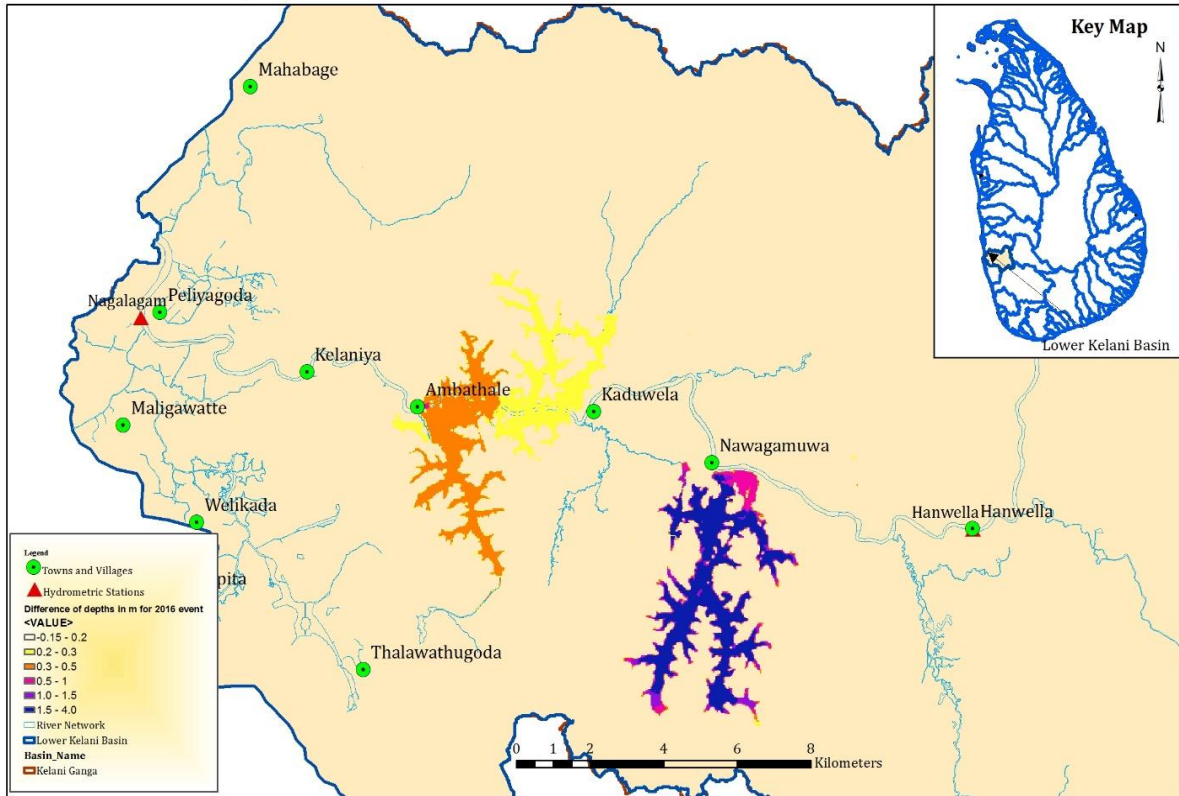 Key Map
N
Lower Kelani Basin
Mahabage
Nagalagam
Peliyagoda
Kelaniya
Ambathale
Kaduwela
Maligawatte
Nawagamuwa
Welikada
Hanwella
Hanwella
pita
Thalawathugoda
Legend
Towns and Villages
Hydrometric Stations
Difference of depths in m for 2016 event
<VALUE>
-0.15 - 0.2
0.2 - 0.3
0.3 - 0.5
0.5 - 1
1.0 - 1.5
1.5 - 4.0
River Network
Lower Kelani Basin
Basin_Name
Kelani Ganga
0 1 2 4 6 8
Kilometers